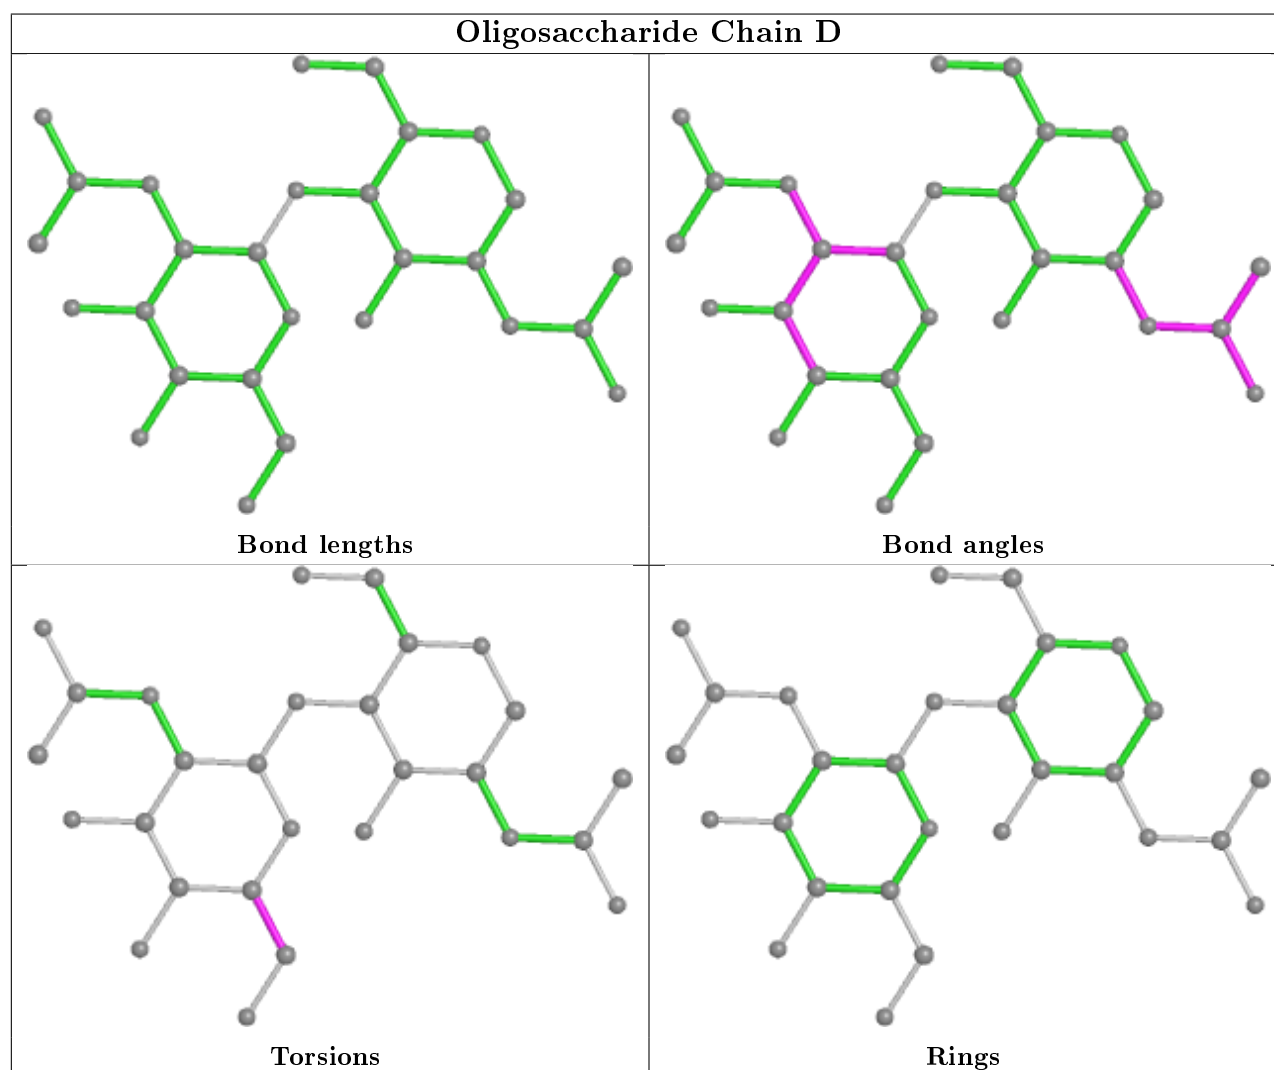 Oligosaccharide Chain D
Bond lengths
Bond angles
Torsions
Rings